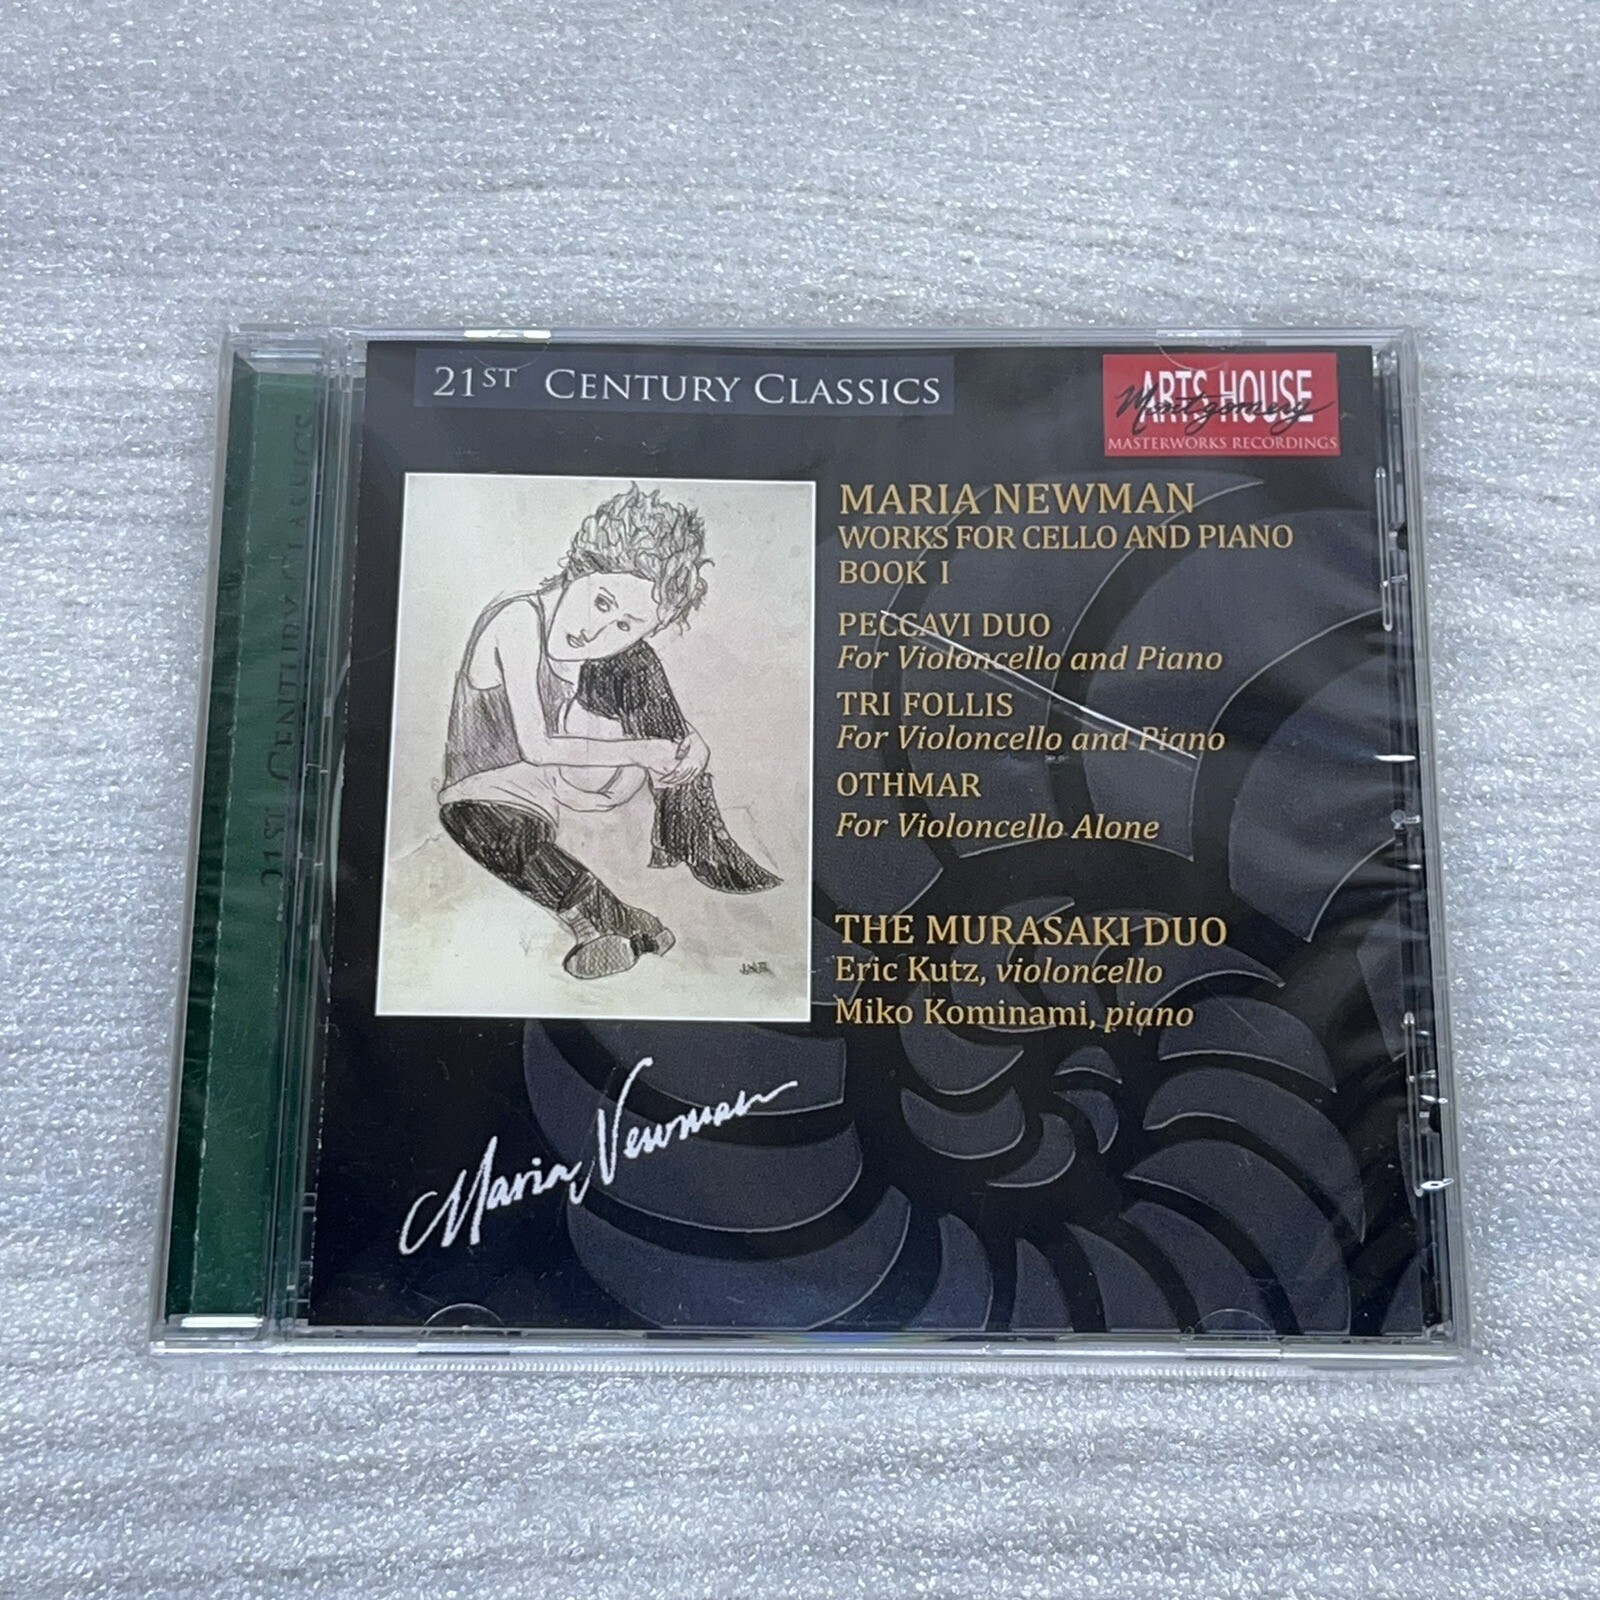 21ST CENTURY CLASSICS
ARTS HOUSE
Montgomery
MASTERWORKS RECORDINGS
MARIA NEWMAN
WORKS FOR CELLO AND PIANO
BOOK I
PECCAVI DUO
For Violoncello and Piano
TRI FOLLIS
For Violoncello and Piano
OTHMAR
For Violoncello Alone
THE MURASAKI DUO
Eric Kutz, violoncello
Miko Kominami, piano
Maria Newman
21ST CENTURY CLASSICS